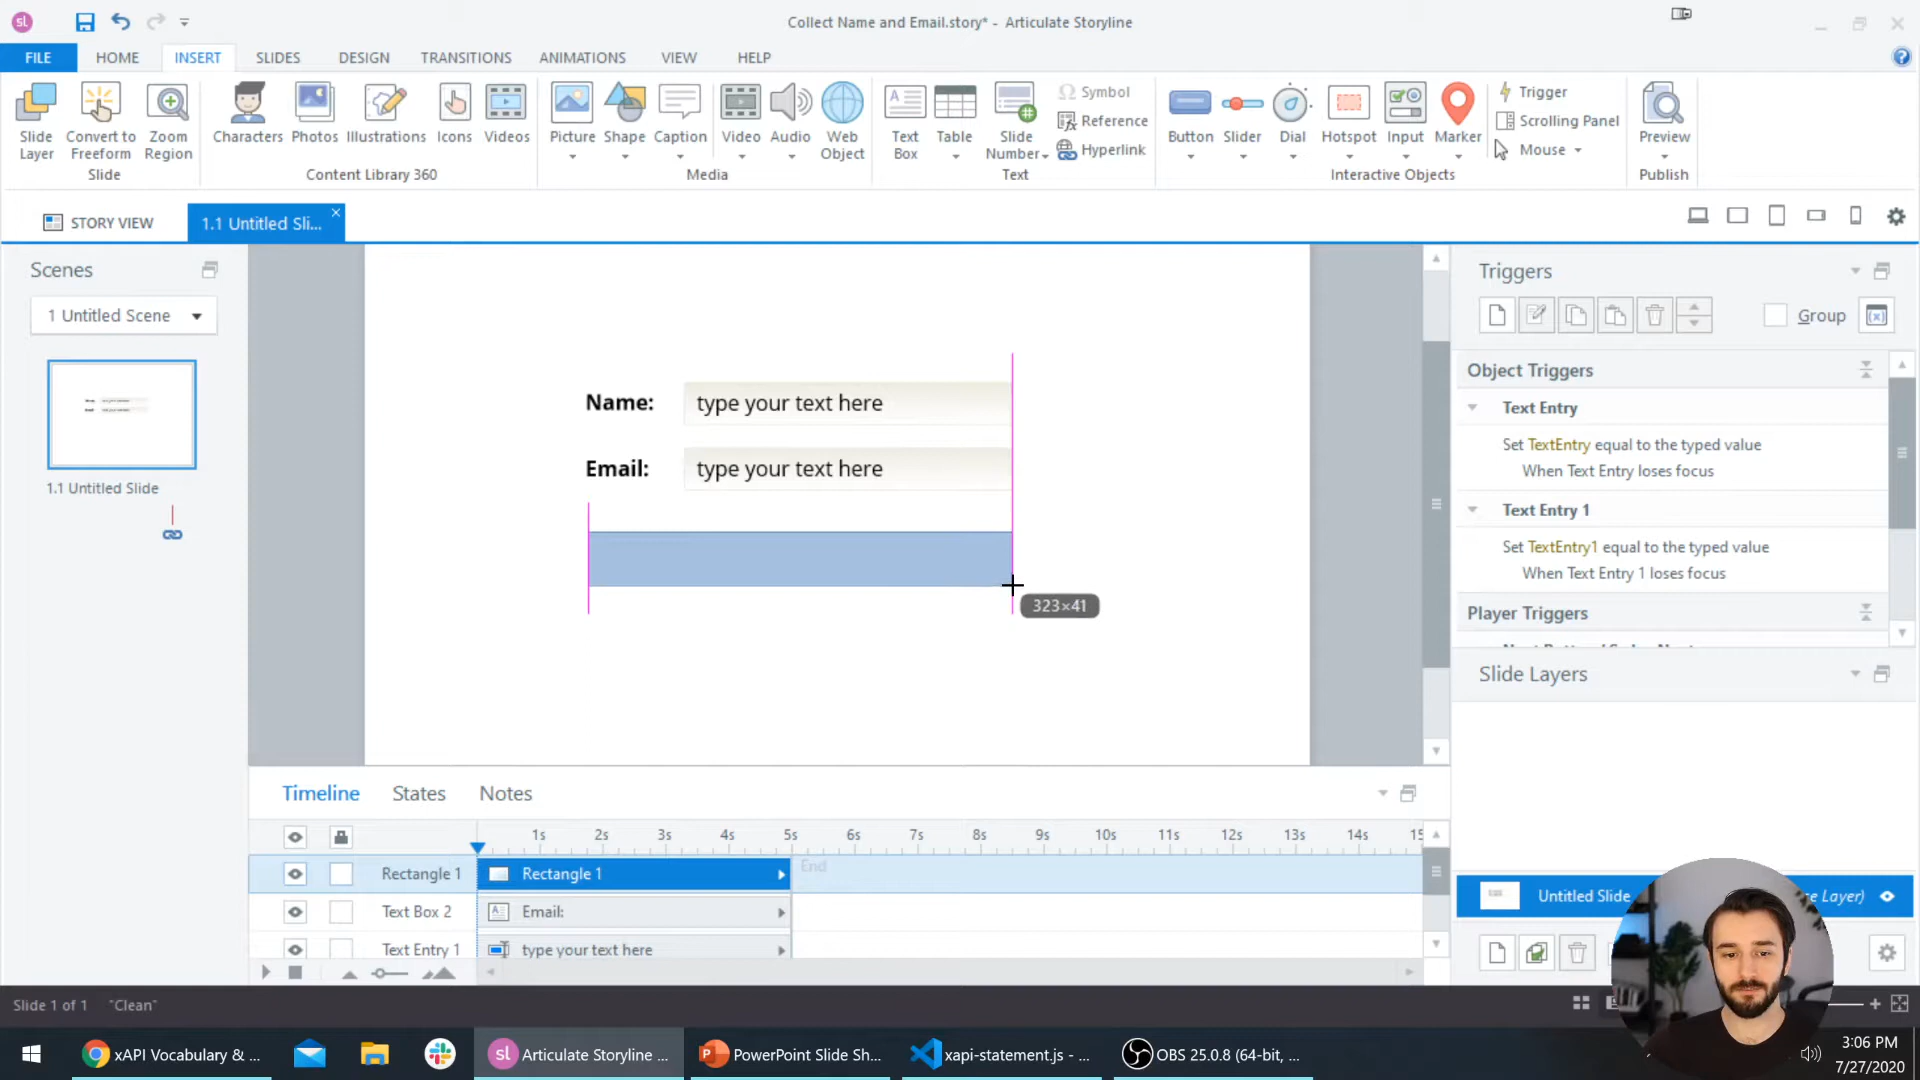 sl
Collect Name and Email.story* - Articulate Storyline
FILE HOME INSERT SLIDES DESIGN TRANSITIONS ANIMATIONS VIEW HELP
Slide Layer
Convert to Freeform
Zoom Region
Slide
Characters
Photos
Illustrations
Icons
Videos
Content Library 360
Picture
Shape
Caption
Video
Audio
Web Object
Media
Text Box
Table
Slide Number
Symbol
Reference
Hyperlink
Text
Button
Slider
Dial
Hotspot
Input
Marker
Trigger
Scrolling Panel
Mouse
Interactive Objects
Preview
Publish
STORY VIEW
1.1 Untitled Sli...
Scenes
1 Untitled Scene
1.1 Untitled Slide
Name: type your text here
Email: type your text here
323×41
Triggers
Group
Object Triggers
Text Entry
Set TextEntry equal to the typed value
When Text Entry loses focus
Text Entry 1
Set TextEntry1 equal to the typed value
When Text Entry 1 loses focus
Player Triggers
Slide Layers
Untitled Slide
e Layer)
Timeline States Notes
1s 2s 3s 4s 5s 6s 7s 8s 9s 10s 11s 12s 13s 14s 15
Rectangle 1 Rectangle 1 End
Text Box 2 Email:
Text Entry 1 type your text here
Slide 1 of 1 "Clean"
xAPI Vocabulary & ...
sl Articulate Storyline ...
PowerPoint Slide Sh...
xapi-statement.js - ...
OBS 25.0.8 (64-bit, ...
3:06 PM
7/27/2020